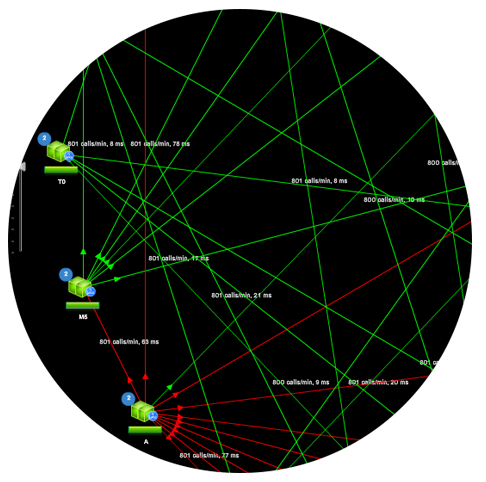 2
801 calls/min, 8 ms
801 calls/min, 78 ms
T0
801 calls/min, 8 ms
800 calls/
800 calls/min, 10 ms
801 calls/min, 17 ms
2
801 calls/min, 21 ms
M5
801 calls/min, 63 ms
801 cal
800 calls/min, 9 ms
801 calls/min, 20 ms
2
A
801 calls/min, 77 ms